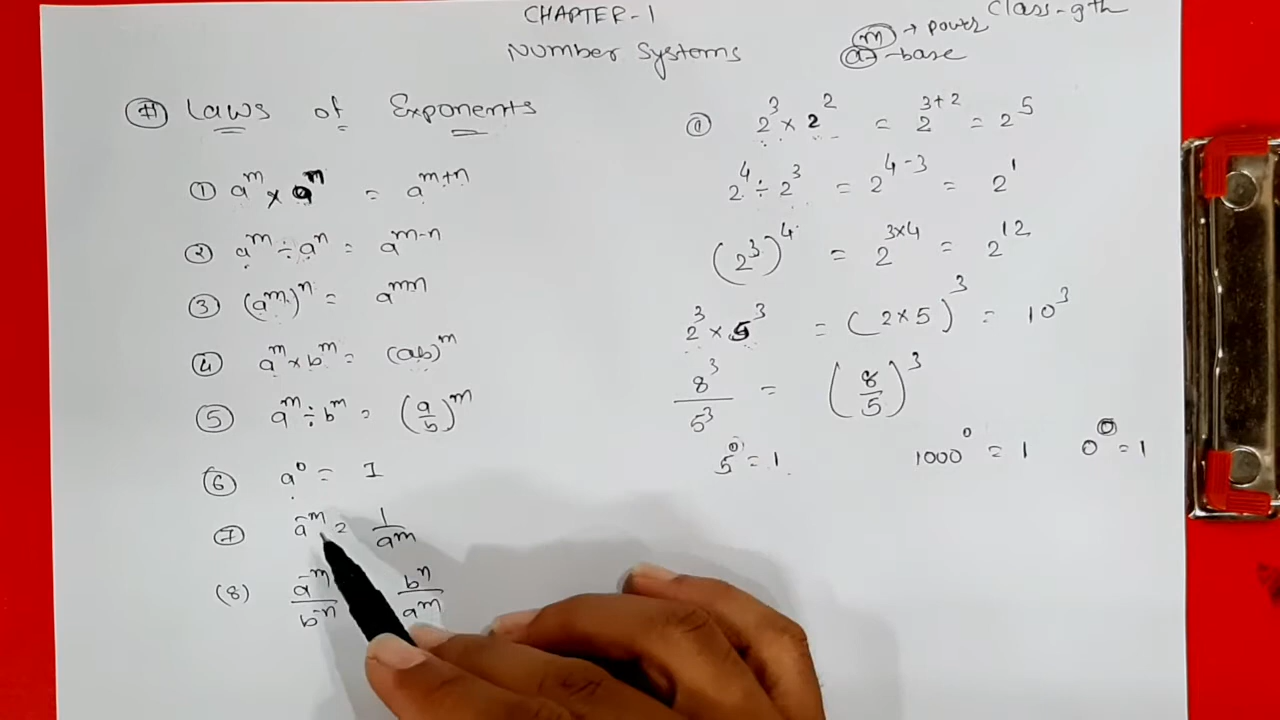 CHAPTER-1
Class-9th
Number Systems
m → power
a → base
# Laws of Exponents
① a^m × a^n = a^(m+n)
② a^m ÷ a^n = a^(m-n)
③ (a^m)^n = a^(mn)
④ a^m × b^m = (ab)^m
⑤ a^m ÷ b^m = (a/b)^m
⑥ a^0 = 1
⑦ a^(-m) = 1/a^m
(8) a^(-m)/b^(-n) b^n/a^m
① 2^3 × 2^2 = 2^(3+2) = 2^5
2^4 ÷ 2^3 = 2^(4-3) = 2^1
(2^3)^4 = 2^(3×4) = 2^12
2^3 × 5^3 = (2×5)^3 = 10^3
8^3/5^3 = (8/5)^3
5^0 = 1 1000^0 = 1 0^0 = 1